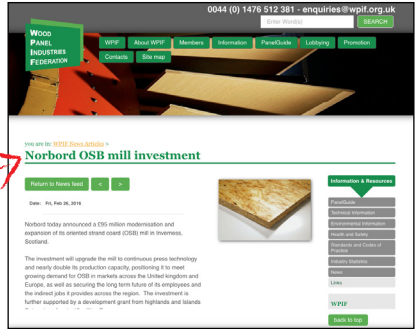 0044 (0) 1476 512 381 - enquiries@wpif.org.uk
Enter Word(s)
SEARCH
WOOD
PANEL
INDUSTRIES
FEDERATION
WPIF
About WPIF
Members
Information
PanelGuide
Lobbying
Promotion
Contacts
Site map
you are in: WPIF News Articles >
Norbord OSB mill investment
Return to News feed
<
>
Date: Fri, Feb 26, 2016
Norbord today announced a £95 million modernisation and
expansion of its oriented strand coard (OSB) mill in Inverness,
Scotland.
The investment will upgrade the mill to continuous press technology
and nearly double its production capacity, positioning it to meet
growing demand for OSB in markets across the United kingdom and
Europe, as well as securing the long term future of its employees and
the indirect jobs it provides across the region. The investment is
further supported by a development grant from highlands and Islands
Information & Resources
PanelGuide
Technical Information
Environmental Information
Health and Safety
Standards and Codes of
Practice
Industry Statistics
News
Links
WPIF
back to top